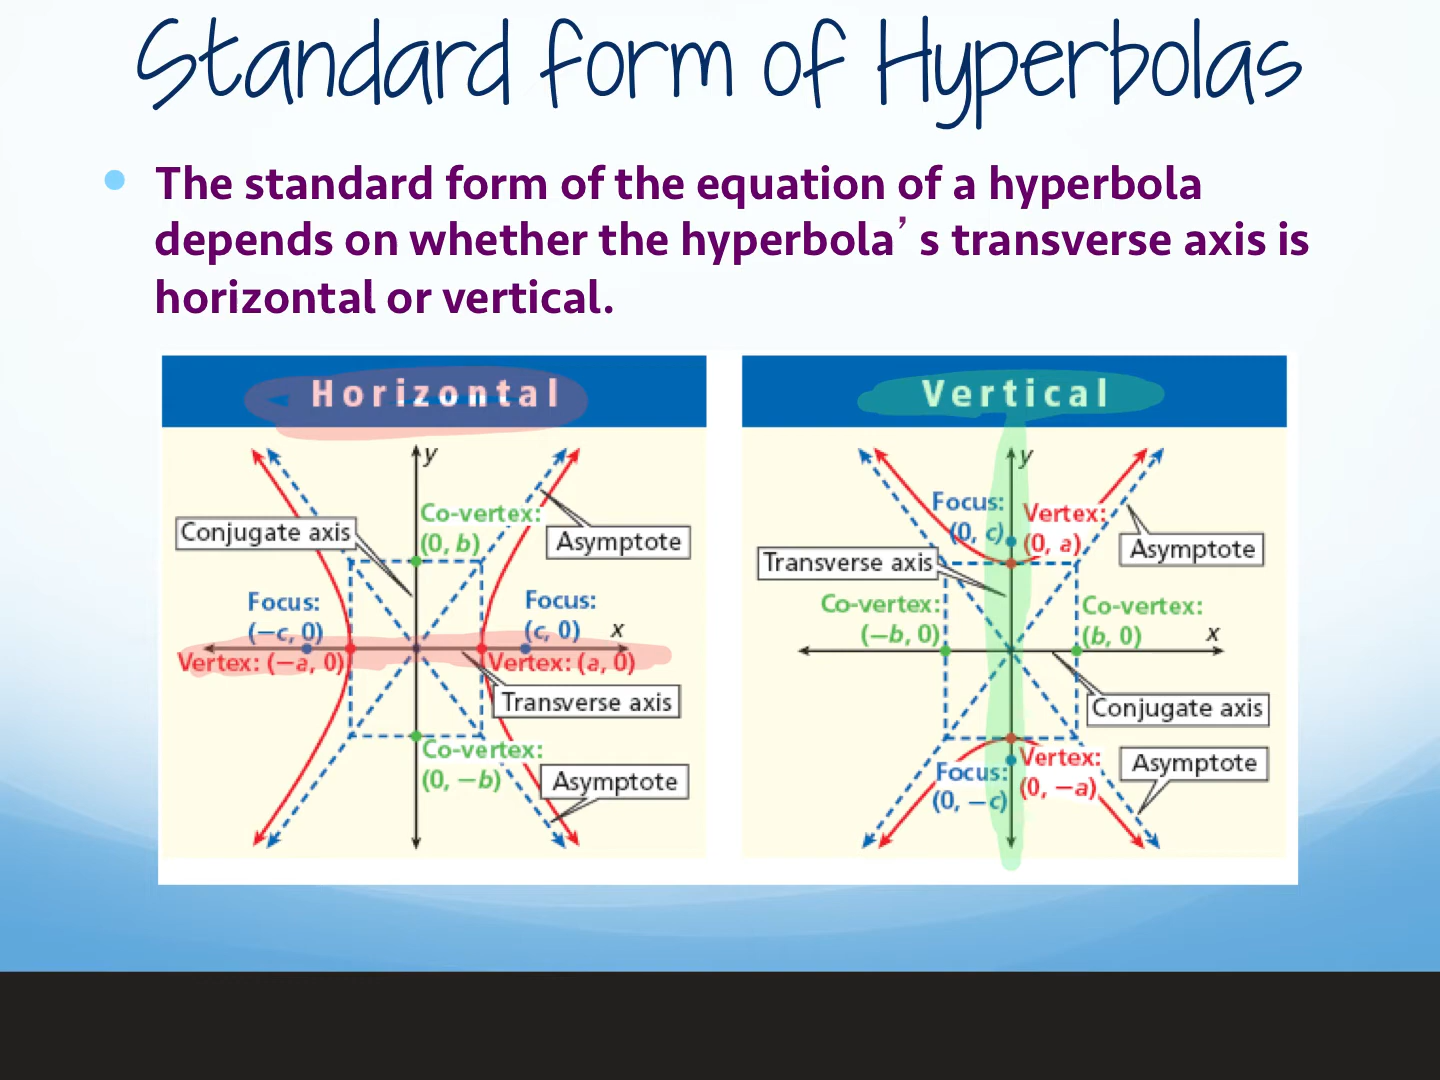 Standard form of Hyperbolas
The standard form of the equation of a hyperbola
depends on whether the hyperbola’s transverse axis is
horizontal or vertical.
Horizontal
y
Co-vertex:
(0, b)
Conjugate axis
Asymptote
Focus:
(−c, 0)
Focus:
(c, 0)
x
Vertex: (−a, 0)
Vertex: (a, 0)
Transverse axis
Co-vertex:
(0, −b)
Asymptote
Vertical
y
Focus:
(0, c)
Vertex:
(0, a)
Asymptote
Transverse axis
Co-vertex:
(−b, 0)
Co-vertex:
(b, 0)
x
Conjugate axis
Vertex:
(0, −a)
Focus:
(0, −c)
Asymptote